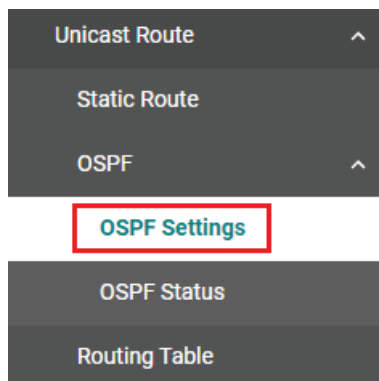 Unicast Route
Static Route
OSPF
OSPF Settings
OSPF Status
Routing Table